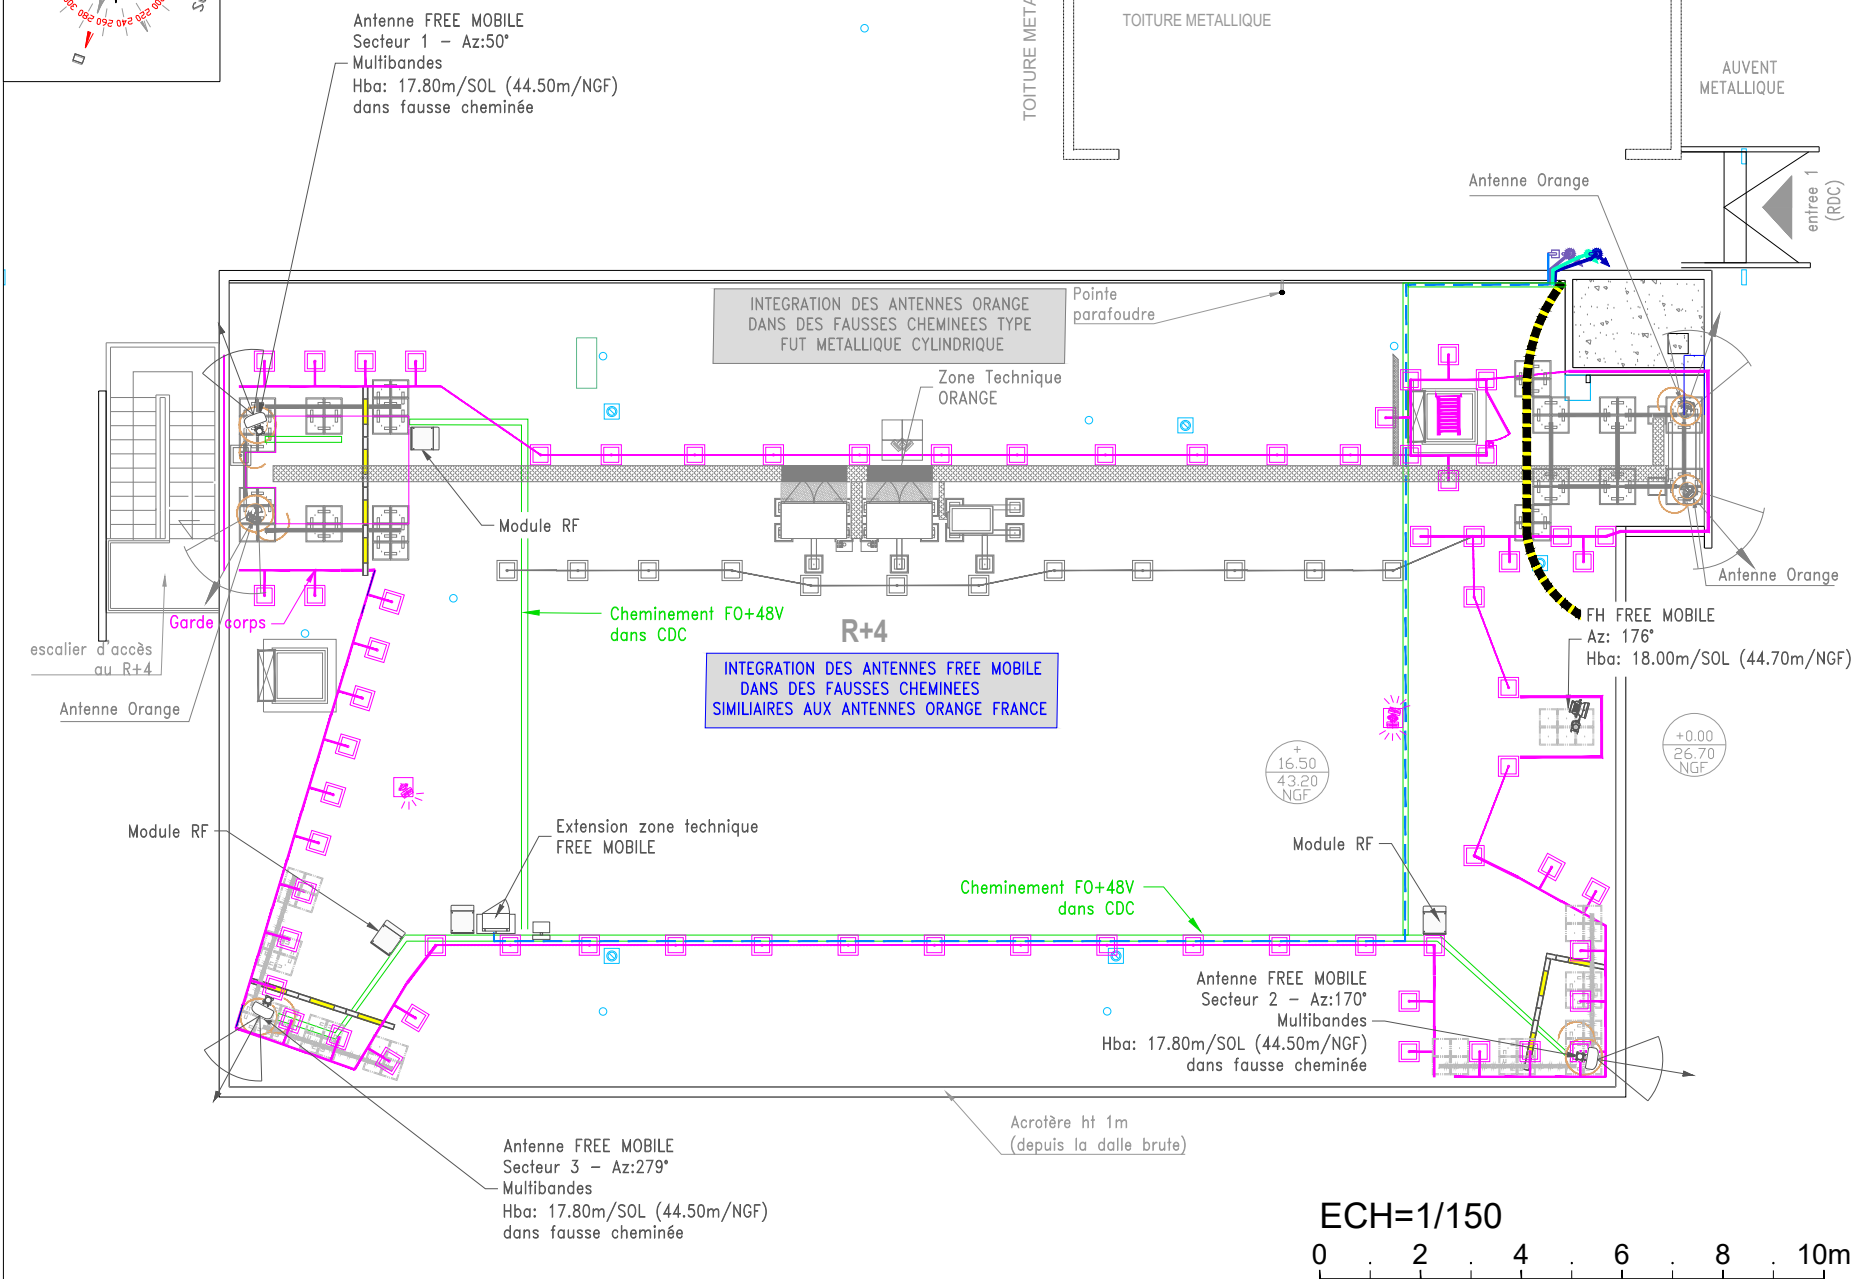 Antenne FREE MOBILE
Secteur 1 - Az:50°
Multibandes
Hba: 17.80m/SOL (44.50m/NGF)
dans fausse cheminée
TOITURE METALLIQUE
AUVENT
METALLIQUE
Antenne Orange
entree 1
(RDC)
INTEGRATION DES ANTENNES ORANGE
DANS DES FAUSSES CHEMINEES TYPE
FUT METALLIQUE CYLINDRIQUE
Pointe
parafoudre
Zone Technique
ORANGE
Module RF
Antenne Orange
Garde corps
Cheminement FO+48V
dans CDC
R+4
FH FREE MOBILE
Az: 176°
Hba: 18.00m/SOL (44.70m/NGF)
escalier d'accès
au R+4
INTEGRATION DES ANTENNES FREE MOBILE
DANS DES FAUSSES CHEMINEES
SIMILIAIRES AUX ANTENNES ORANGE FRANCE
Antenne Orange
+
16.50
43.20
NGF
+0.00
26.70
NGF
Module RF
Extension zone technique
FREE MOBILE
Module RF
Cheminement FO+48V
dans CDC
Antenne FREE MOBILE
Secteur 2 - Az:170°
Multibandes
Hba: 17.80m/SOL (44.50m/NGF)
dans fausse cheminée
Acrotère ht 1m
(depuis la dalle brute)
Antenne FREE MOBILE
Secteur 3 - Az:279°
Multibandes
Hba: 17.80m/SOL (44.50m/NGF)
dans fausse cheminée
ECH=1/150
0 . 2 . 4 . 6 . 8 . 10m